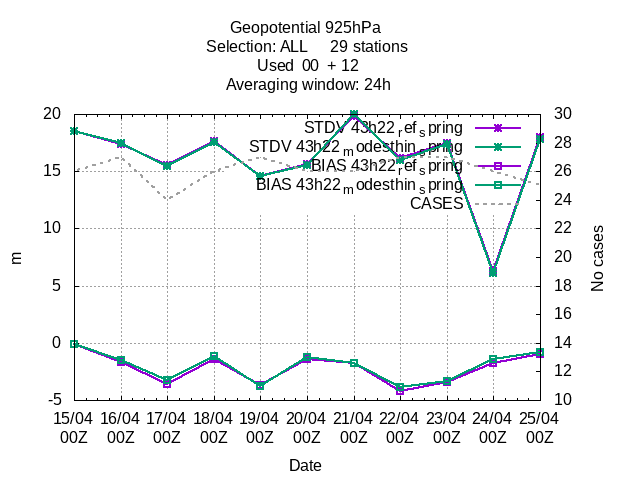 Geopotential 925hPa
Selection: ALL 29 stations
Used 00 + 12
Averaging window: 24h
STDV 43h22_ref_spring
STDV 43h22_modesthin_spring
BIAS 43h22_ref_spring
BIAS 43h22_modesthin_spring
CASES
20
15
10
5
0
-5
m
30
28
26
24
22
20
18
16
14
12
10
No cases
15/04 16/04 17/04 18/04 19/04 20/04 21/04 22/04 23/04 24/04 25/04
00Z 00Z 00Z 00Z 00Z 00Z 00Z 00Z 00Z 00Z 00Z
Date